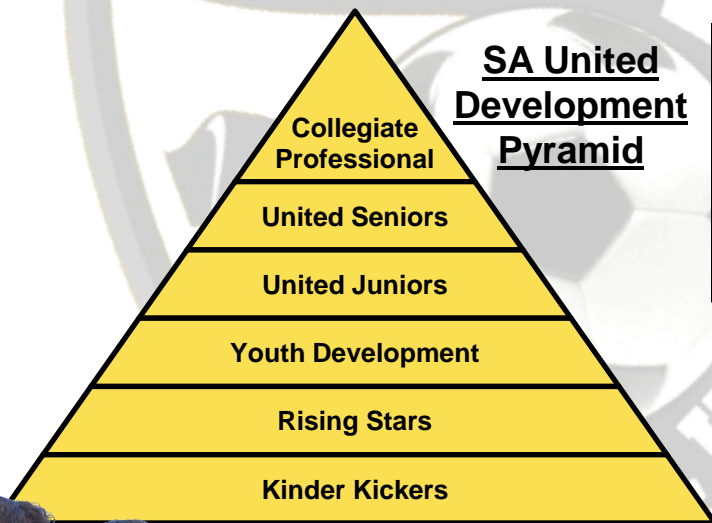 SA United
Development
Pyramid
Collegiate
Professional
United Seniors
United Juniors
Youth Development
Rising Stars
Kinder Kickers